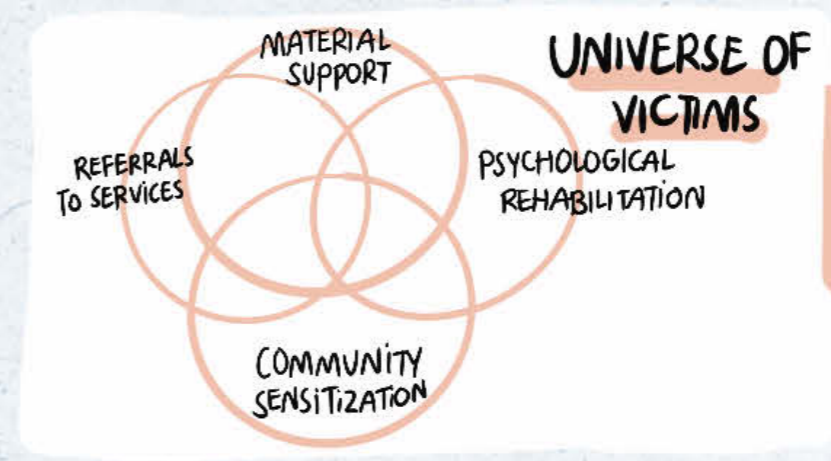 UNIVERSE OF
VICTIMS
MATERIAL
SUPPORT
REFERRALS
TO SERVICES
PSYCHOLOGICAL
REHABILITATION
COMMUNITY
SENSITIZATION